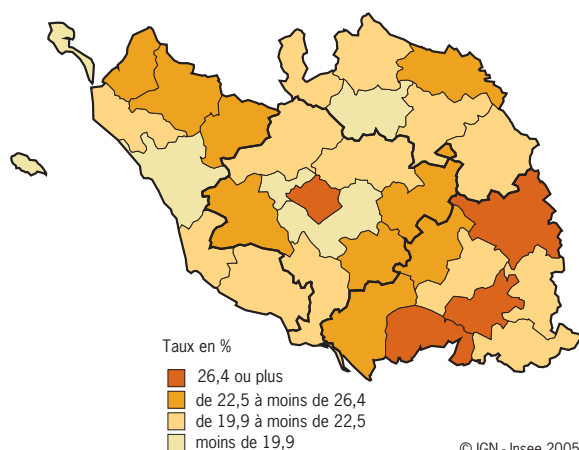 Taux en %
26,4 ou plus
de 22,5 à moins de 26,4
de 19,9 à moins de 22,5
moins de 19,9
© IGN - Insee 2005